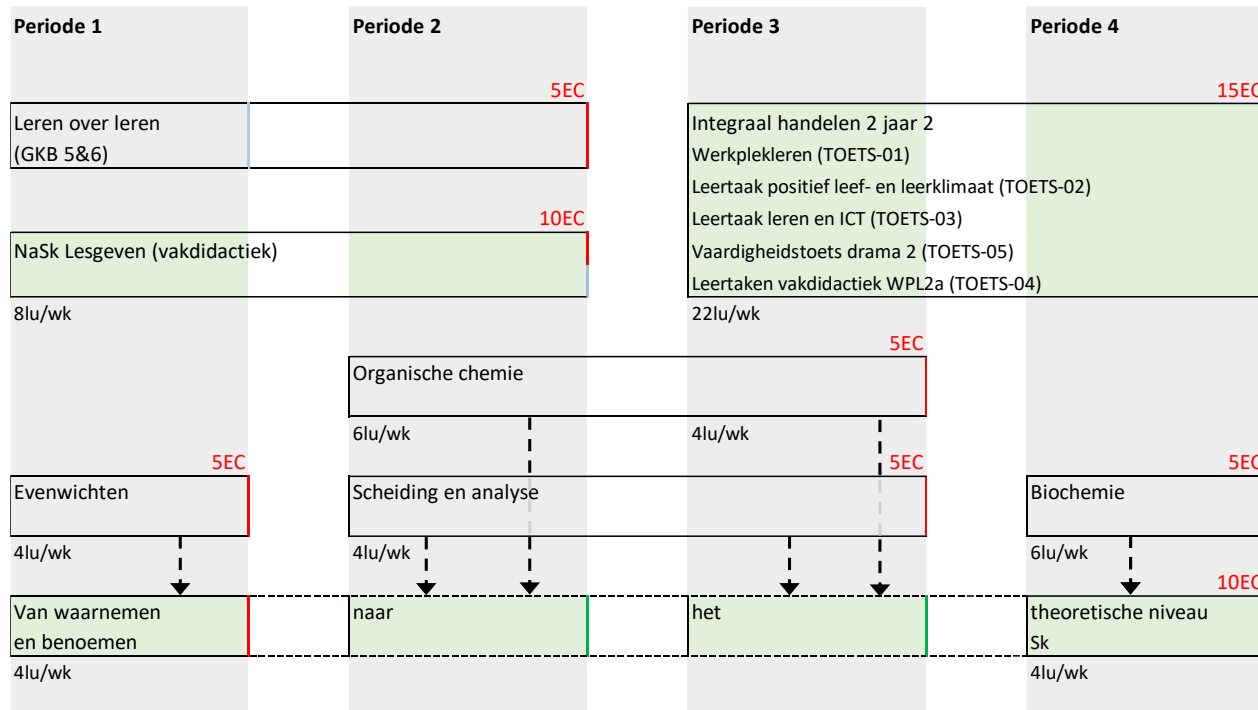 Periode 1
Periode 2
Periode 3
Periode 4
5EC
15EC
Leren over leren
(GKB 5&6)
Integraal handelen 2 jaar 2
Werkplekleren (TOETS-01)
Leertaak positief leef- en leerklimaat (TOETS-02)
Leertaak leren en ICT (TOETS-03)
Vaardigheidstoets drama 2 (TOETS-05)
Leertaken vakdidactiek WPL2a (TOETS-04)
10EC
NaSk Lesgeven (vakdidactiek)
8lu/wk
22lu/wk
5EC
Organische chemie
6lu/wk
4lu/wk
5EC
5EC
5EC
Evenwichten
Scheiding en analyse
Biochemie
4lu/wk
4lu/wk
6lu/wk
10EC
Van waarnemen
en benoemen
naar
het
theoretische niveau
Sk
4lu/wk
4lu/wk